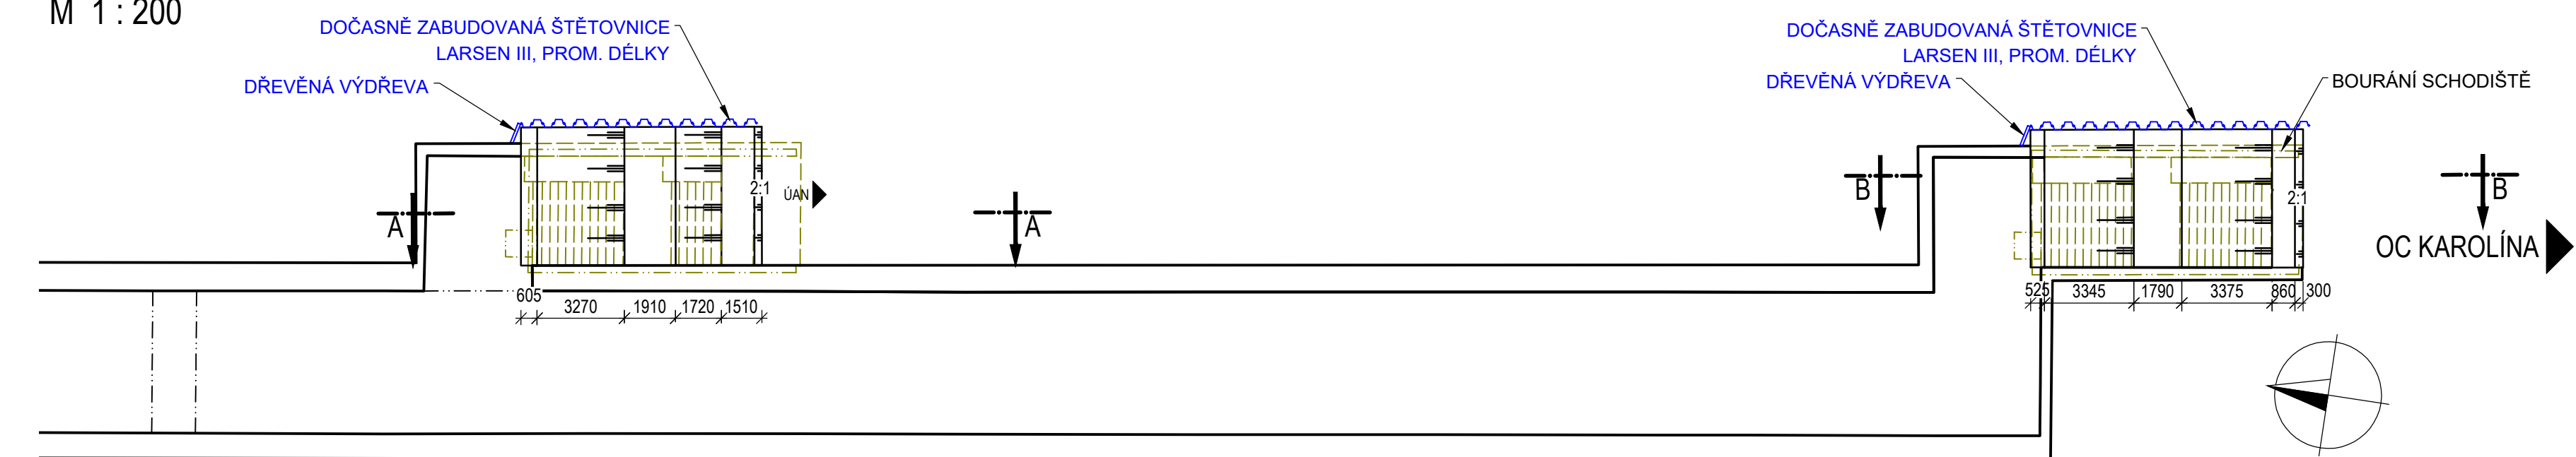 M 1 : 200
DOČASNĚ ZABUDOVANÁ ŠTĚTOVNICE
LARSEN III, PROM. DÉLKY
DŘEVĚNÁ VÝDŘEVA
DOČASNĚ ZABUDOVANÁ ŠTĚTOVNICE
LARSEN III, PROM. DÉLKY
DŘEVĚNÁ VÝDŘEVA
BOURÁNÍ SCHODIŠTĚ
2:1
ÚAN
A
A
B
2:1
B
OC KAROLÍNA
605
3270
1910
1720
1510
525
3345
1790
3375
860
300